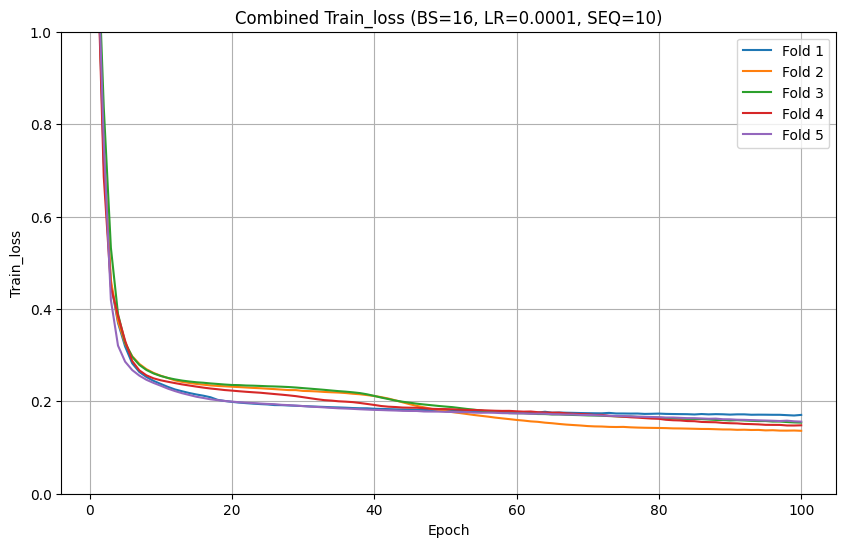 Combined Train_loss (BS=16, LR=0.0001, SEQ=10)
1.0
0.8
0.6
0.4
0.2
0.0
Train_loss
0
20
40
60
80
100
Epoch
Fold 1
Fold 2
Fold 3
Fold 4
Fold 5